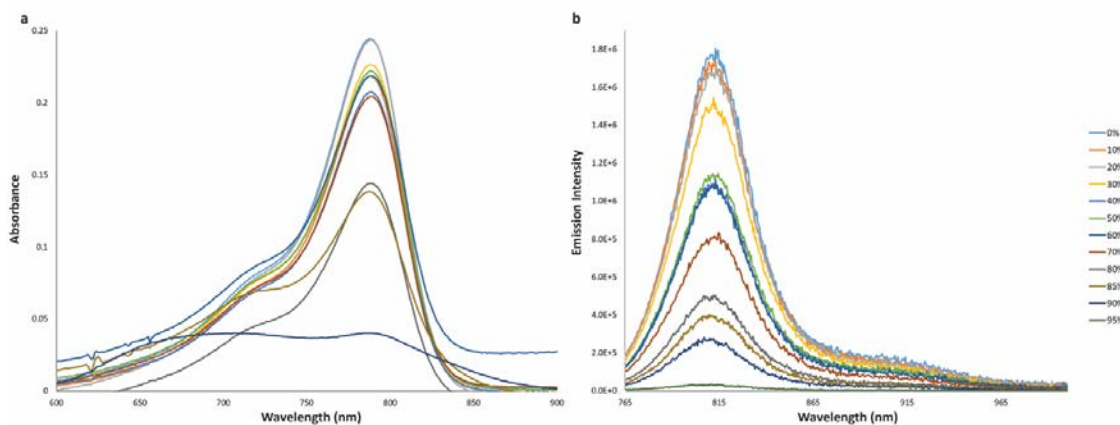 a
0.25
0.2
0.15
0.1
0.05
0
Absorbance
600
650
700
750
800
850
900
Wavelength (nm)
b
1.8E+6
1.6E+6
1.4E+6
1.2E+6
1.0E+6
8.0E+5
6.0E+5
4.0E+5
2.0E+5
0.0E+0
Emission Intensity
765
815
865
915
965
Wavelength (nm)
0%
10%
20%
30%
40%
50%
60%
70%
80%
85%
90%
95%